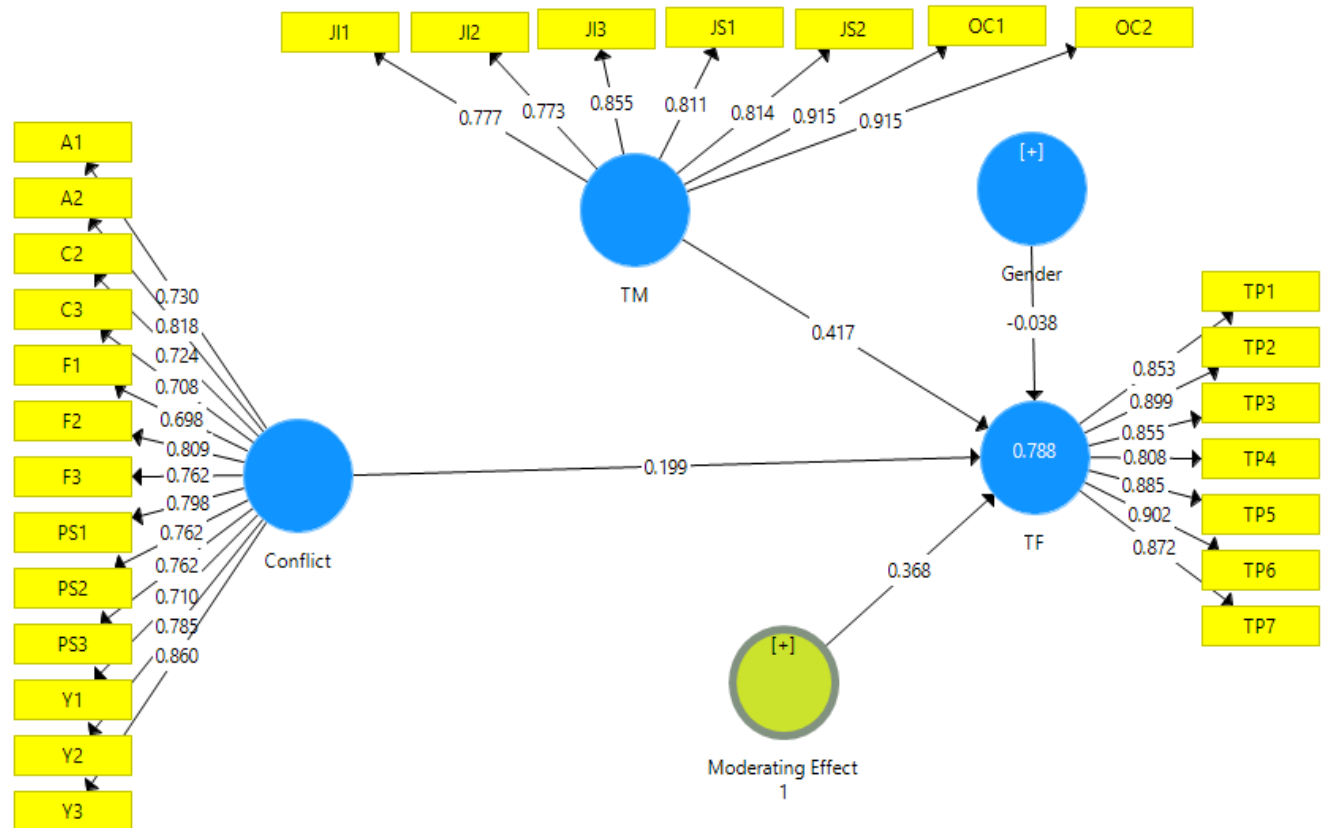 JI1
JI2
JI3
JS1
JS2
OC1
OC2
0.777
0.773
0.855
0.811
0.814
0.915
0.915
TM
[+]
Gender
-0.038
0.417
A1
A2
C2
C3
F1
F2
F3
PS1
PS2
PS3
Y1
Y2
Y3
0.730
0.818
0.724
0.708
0.698
0.809
0.762
0.798
0.762
0.762
0.710
0.785
0.860
Conflict
0.199
0.788
TF
0.853
0.899
0.855
0.808
0.885
0.902
0.872
TP1
TP2
TP3
TP4
TP5
TP6
TP7
0.368
[+]
Moderating Effect
1